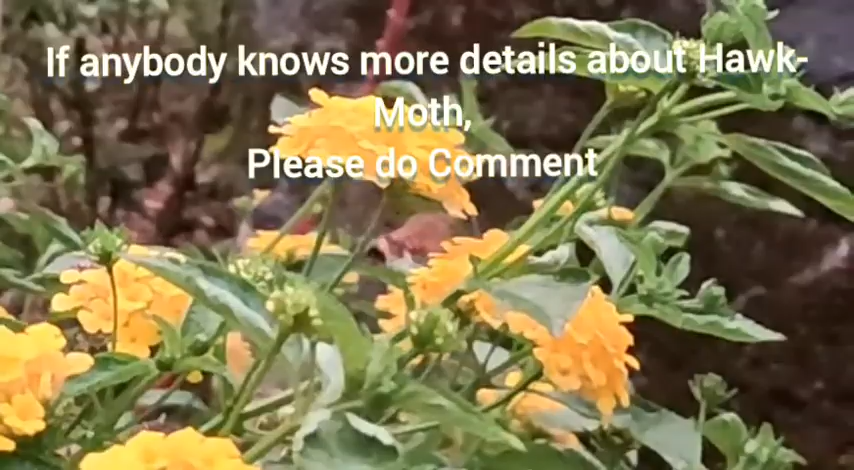 If anybody knows more details about Hawk-
Moth,
Please do Comment